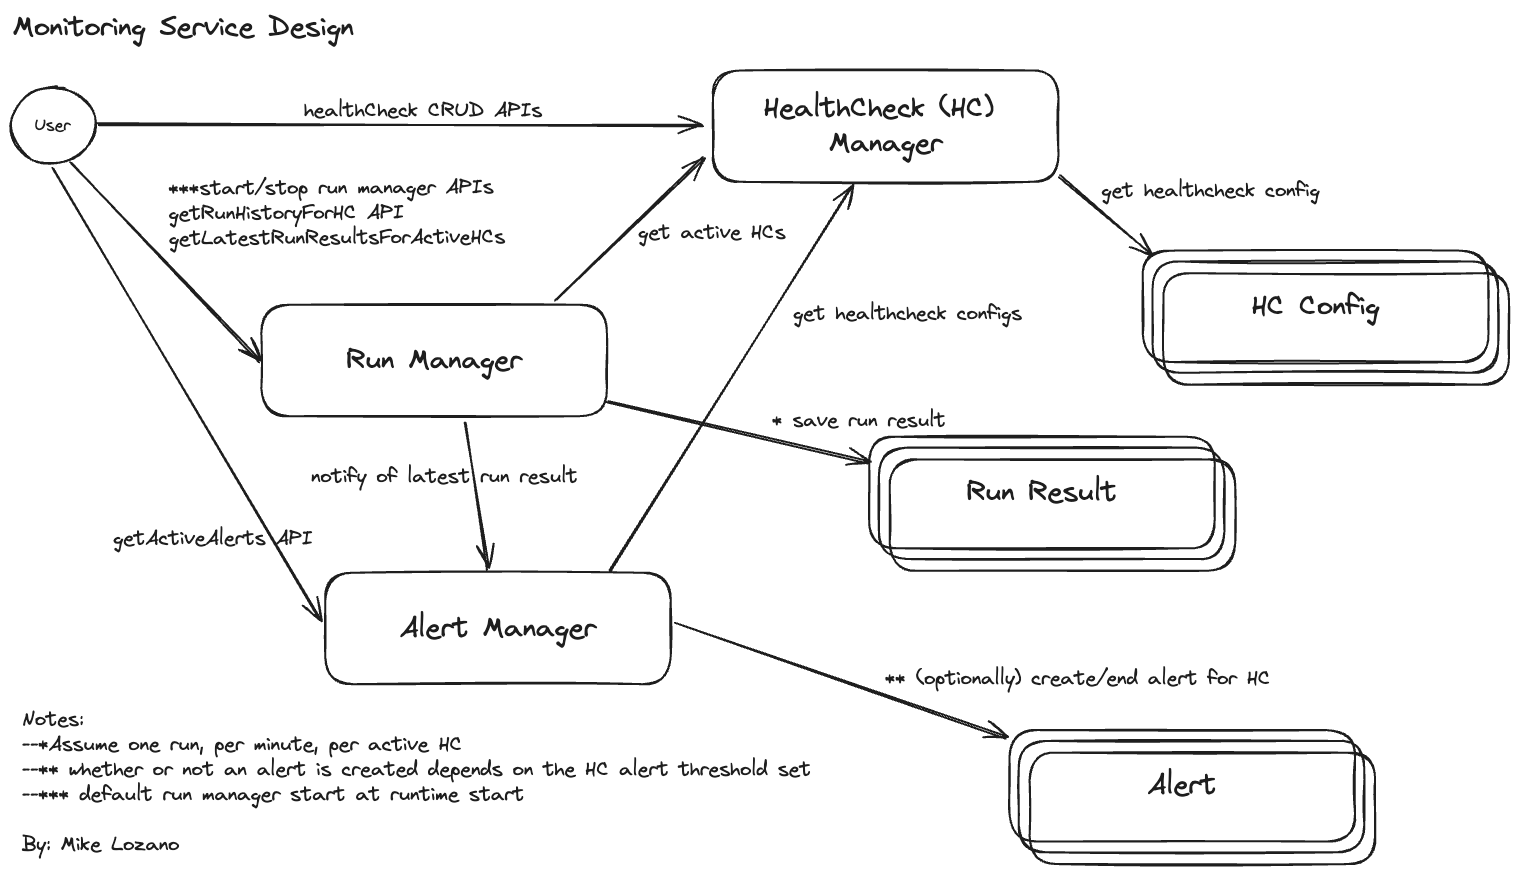 Monitoring Service Design
User
healthCheck CRUD APIs
HealthCheck (HC)
Manager
***start/stop run manager APIs
getRunHistoryForHC API
getLatestRunResultsForActiveHCs
get active HCs
get healthcheck config
HC Config
get healthcheck configs
Run Manager
* save run result
Run Result
notify of latest run result
getActiveAlerts API
Alert Manager
** (optionally) create/end alert for HC
Alert
Notes:
--*Assume one run, per minute, per active HC
--** whether or not an alert is created depends on the HC alert threshold set
--*** default run manager start at runtime start
By: Mike Lozano